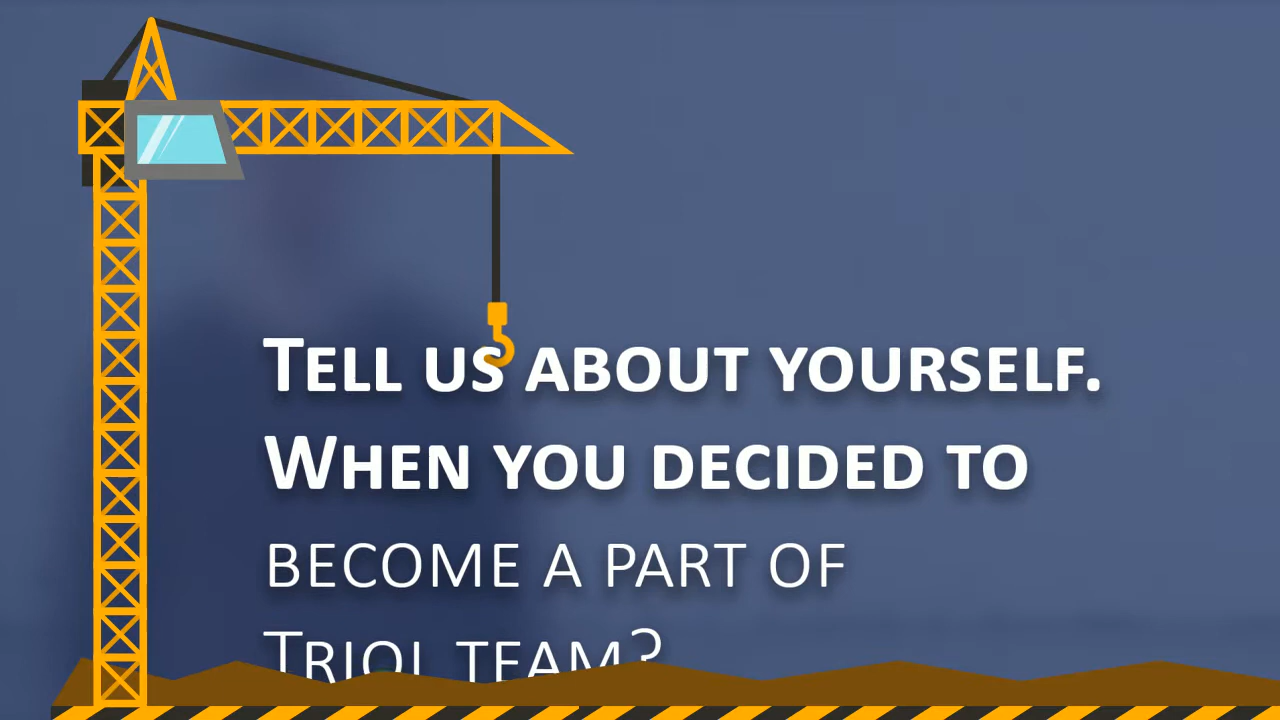 Tell us about yourself.
When you decided to
become a part of
Triol team?